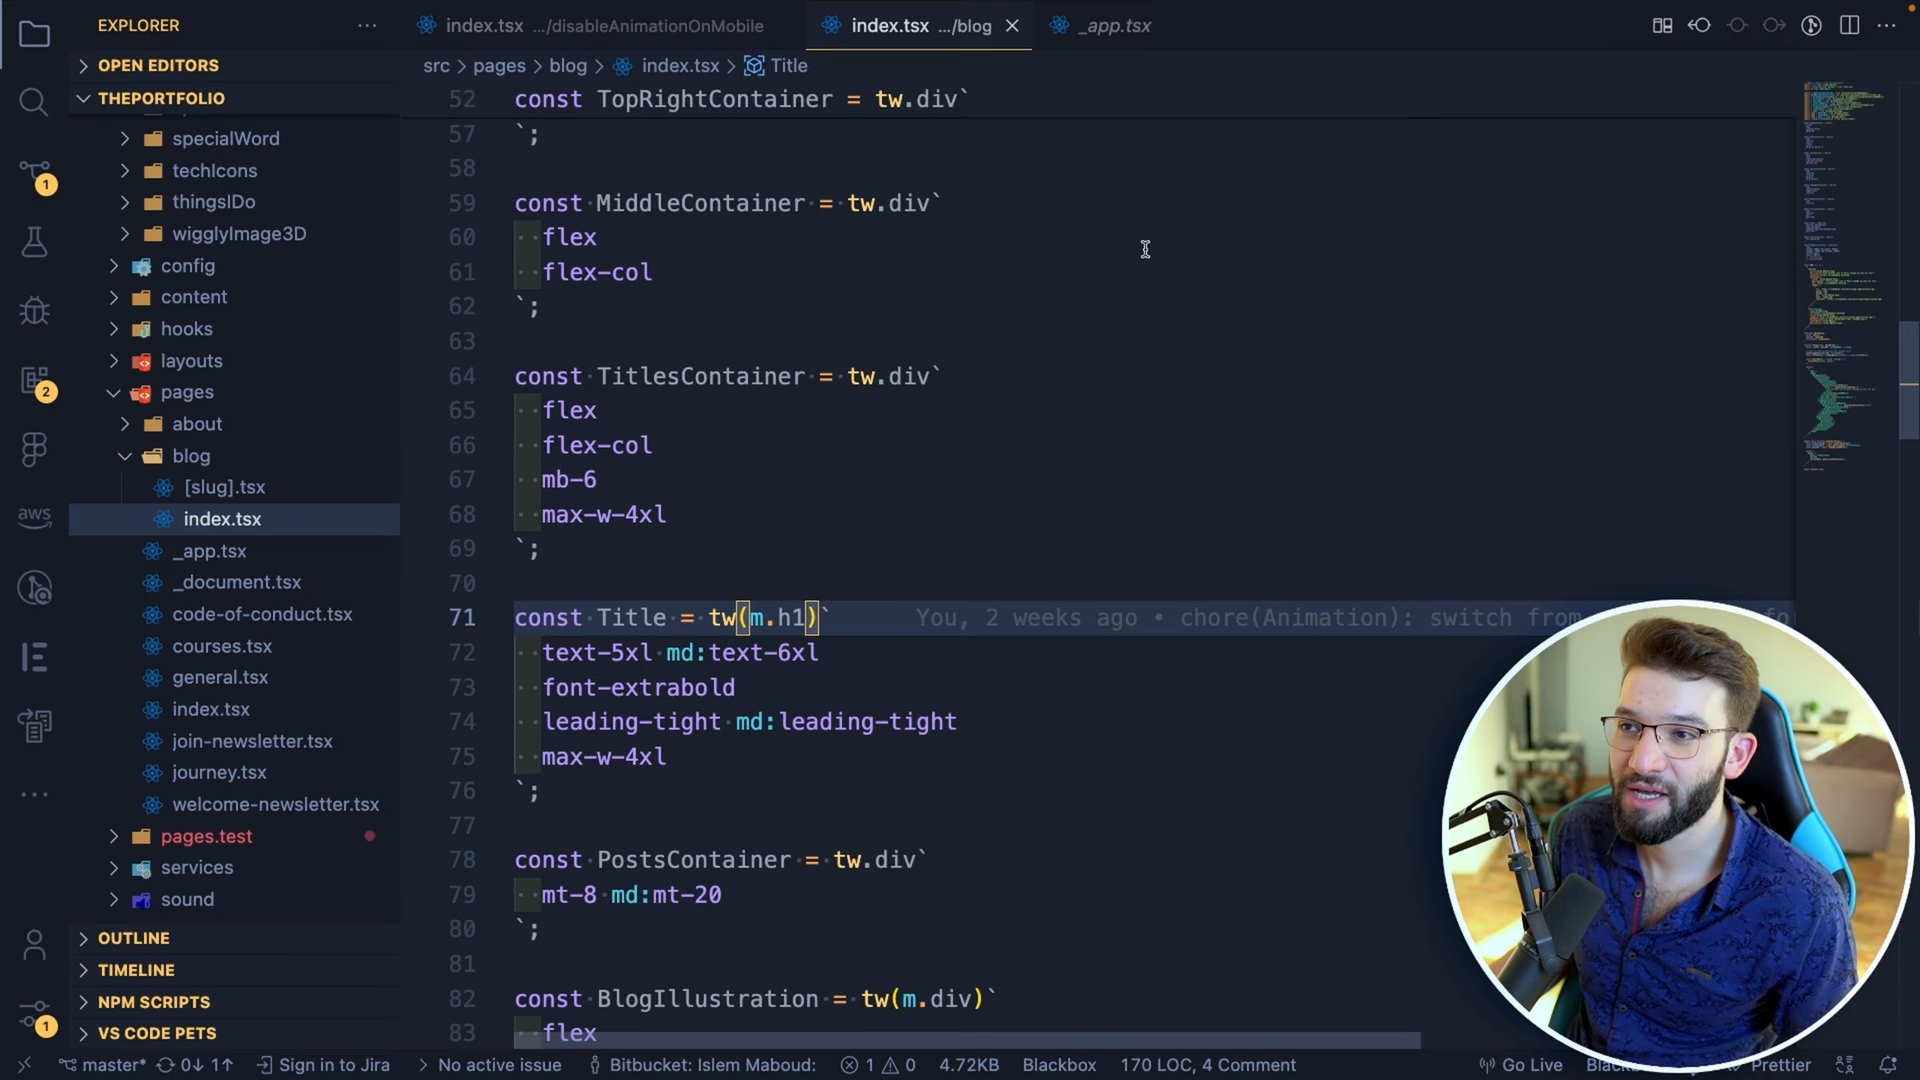 EXPLORER
index.tsx .../disableAnimationOnMobile
index.tsx .../blog
_app.tsx
OPEN EDITORS
THEPORTFOLIO
specialWord
techIcons
thingsIDo
wigglyImage3D
config
content
hooks
layouts
pages
about
blog
[slug].tsx
index.tsx
_app.tsx
_document.tsx
code-of-conduct.tsx
courses.tsx
general.tsx
index.tsx
join-newsletter.tsx
journey.tsx
welcome-newsletter.tsx
pages.test
services
sound
OUTLINE
TIMELINE
NPM SCRIPTS
VS CODE PETS
1
2
aws
1
src > pages > blog > index.tsx > Title
52 const TopRightContainer = tw.div`
57 `;
58
59 const MiddleContainer = tw.div`
60 flex
61 flex-col
62 `;
63
64 const TitlesContainer = tw.div`
65 flex
66 flex-col
67 mb-6
68 max-w-4xl
69 `;
70
71 const Title = tw(m.h1)` You, 2 weeks ago • chore(Animation): switch from
72 text-5xl md:text-6xl
73 font-extrabold
74 leading-tight md:leading-tight
75 max-w-4xl
76 `;
77
78 const PostsContainer = tw.div`
79 mt-8 md:mt-20
80 `;
81
82 const BlogIllustration = tw(m.div)`
83 flex
master* 0↓ 1↑ Sign in to Jira No active issue Bitbucket: Islem Maboud: 1 0 4.72KB Blackbox 170 LOC, 4 Comment Go Live Prettier